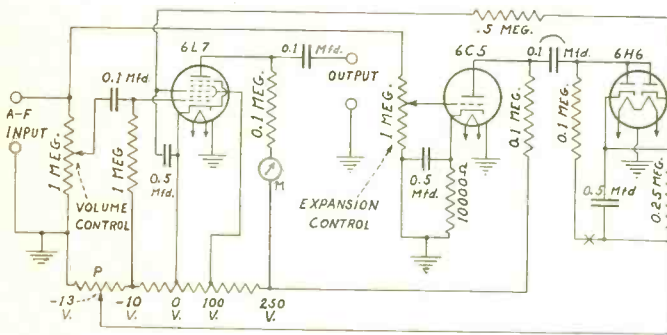 .5 MEG.
6L7
0.1 Mfd.
OUTPUT
6C5
0.1 Mfd.
6H6
0.1 Mfd.
A-F
INPUT
1 MEG.
VOLUME
CONTROL
1 MEG
0.5
Mfd.
0.1 MEG.
M
1 MEG.
EXPANSION
CONTROL
0.5
Mfd.
10000Ω
0.1 MEG.
0.1 MEG.
0.5 Mfd
0.25 MEG.
X
P
-13
V.
-10
V.
0
V.
100
V.
250
V.